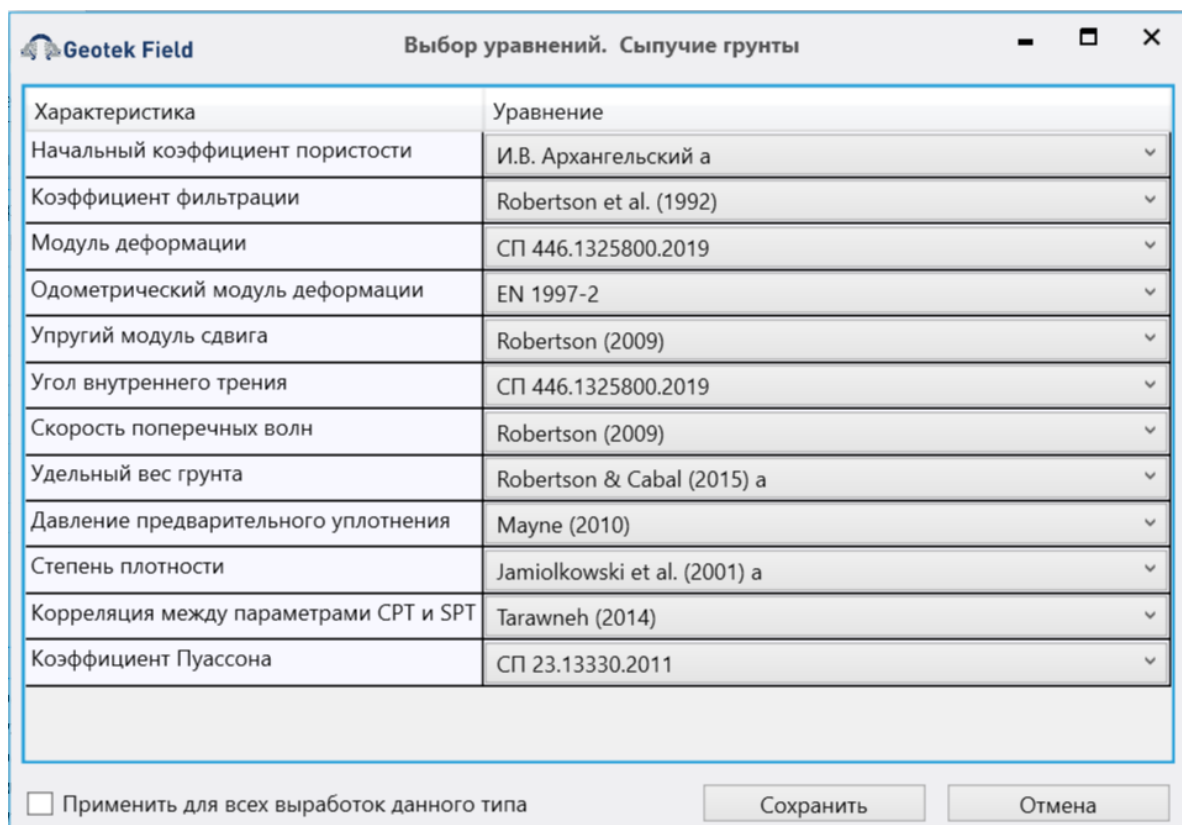 Geotek Field Выбор уравнений. Сыпучие грунты
Характеристика Уравнение
Начальный коэффициент пористости И.В. Архангельский а
Коэффициент фильтрации Robertson et al. (1992)
Модуль деформации СП 446.1325800.2019
Одометрический модуль деформации EN 1997-2
Упругий модуль сдвига Robertson (2009)
Угол внутреннего трения СП 446.1325800.2019
Скорость поперечных волн Robertson (2009)
Удельный вес грунта Robertson & Cabal (2015) a
Давление предварительного уплотнения Mayne (2010)
Степень плотности Jamiolkowski et al. (2001) a
Корреляция между параметрами СРТ и SPT Tarawneh (2014)
Коэффициент Пуассона СП 23.13330.2011
Применить для всех выработок данного типа Сохранить Отмена